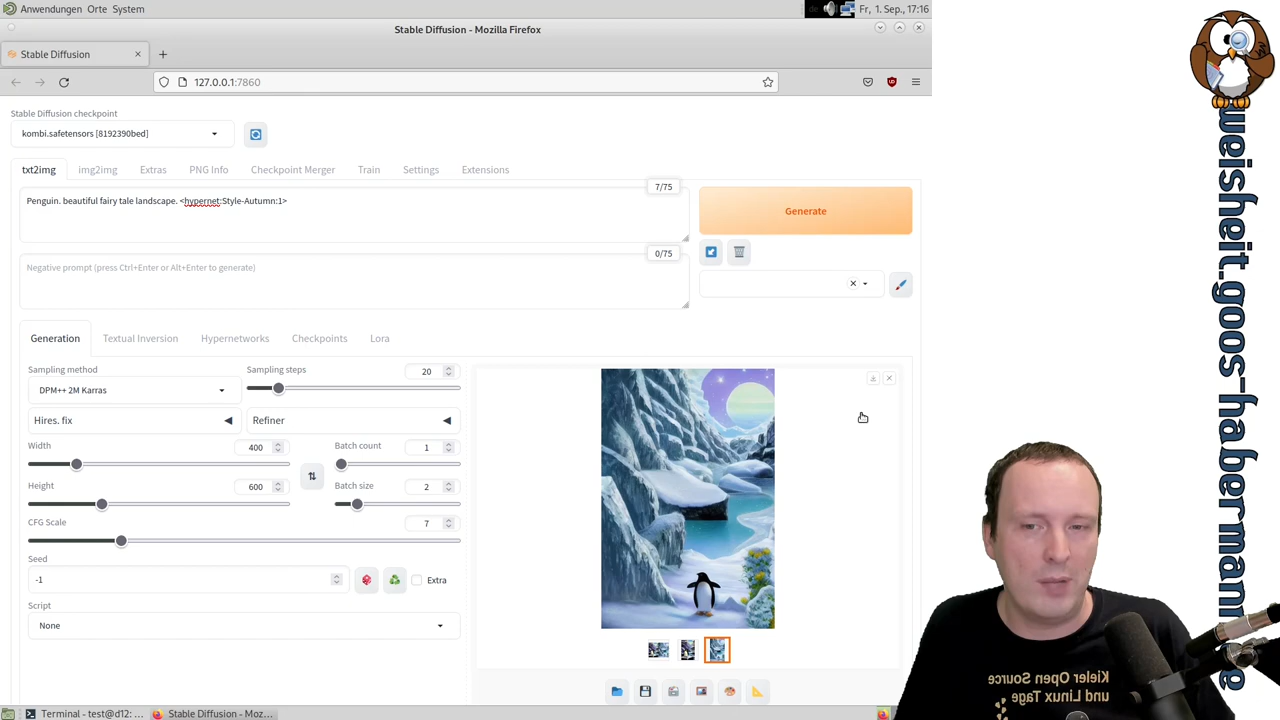 Anwendungen Orte System
de
Fr, 1. Sep., 17:16
Stable Diffusion - Mozilla Firefox
Stable Diffusion
127.0.0.1:7860
Stable Diffusion checkpoint
kombi.safetensors [8192390bed]
txt2img img2img Extras PNG Info Checkpoint Merger Train Settings Extensions
7/75
Penguin. beautiful fairy tale landscape. <hypernet:Style-Autumn:1>
Generate
0/75
Negative prompt (press Ctrl+Enter or Alt+Enter to generate)
Generation Textual Inversion Hypernetworks Checkpoints Lora
Sampling method
DPM++ 2M Karras
Sampling steps
20
Hires. fix
Refiner
Width
400
Batch count
1
Height
600
Batch size
2
CFG Scale
7
Seed
-1
Extra
Script
None
Terminal - test@d12: ...
Stable Diffusion - Moz...
weisheit.goos-habermann.de
Kieler Open Source
und Linux Tage